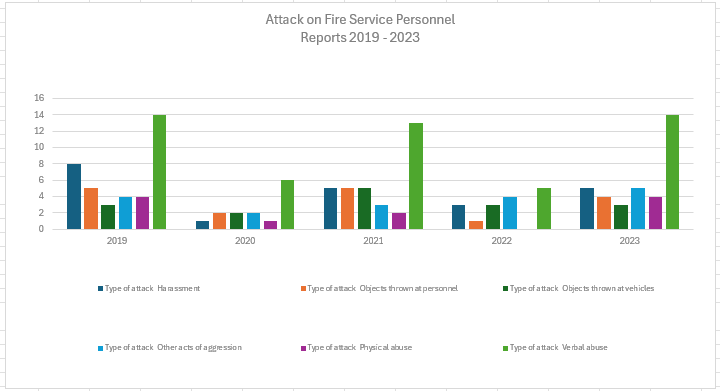 Attack on Fire Service Personnel
Reports 2019 - 2023
16
14
12
10
8
6
4
2
0
2019 2020 2021 2022 2023
Type of attack Harassment Type of attack Objects thrown at personnel Type of attack Objects thrown at vehicles
Type of attack Other acts of aggression Type of attack Physical abuse Type of attack Verbal abuse